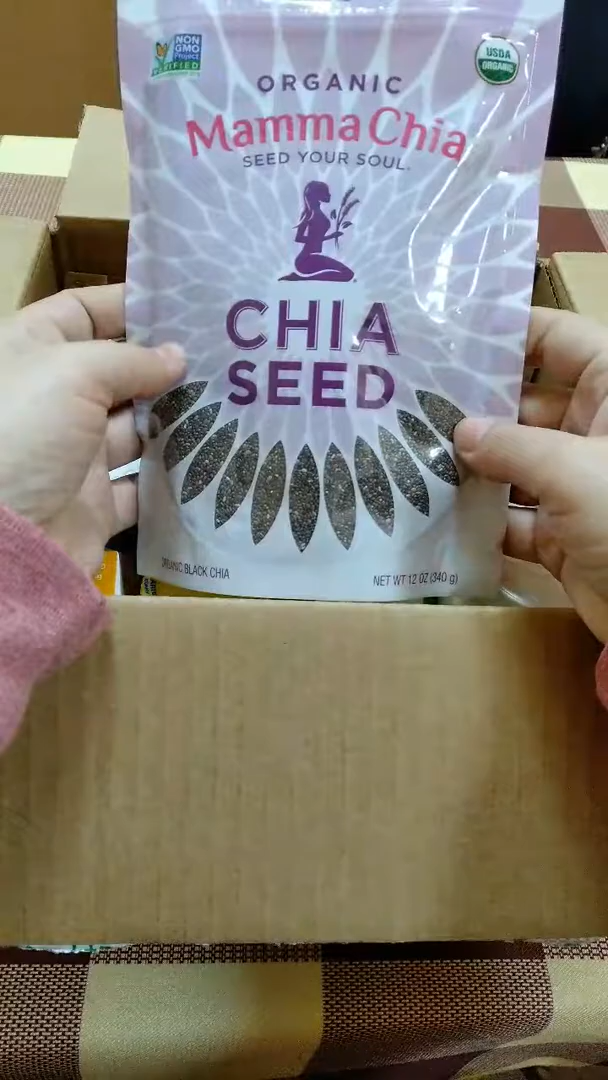 NON
GMO
Project
VERIFIED
USDA
ORGANIC
ORGANIC
Mamma Chia
SEED YOUR SOUL.
CHIA
SEED
ORGANIC BLACK CHIA
NET WT 12 OZ (340 g)